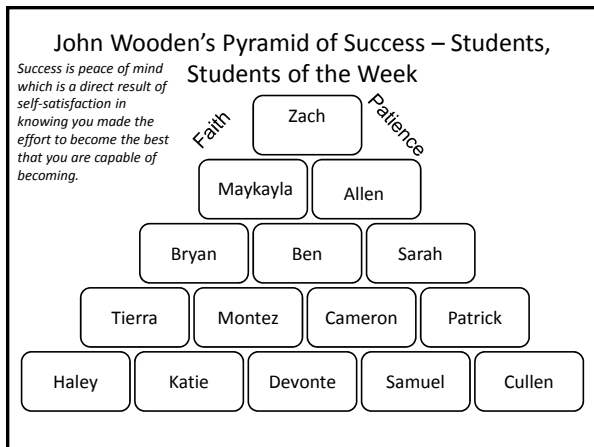 John Wooden's Pyramid of Success – Students,
Students of the Week
Success is peace of mind
which is a direct result of
self-satisfaction in
knowing you made the
effort to become the best
that you are capable of
becoming.
Faith
Patience
Zach
Maykayla
Allen
Bryan
Ben
Sarah
Tierra
Montez
Cameron
Patrick
Haley
Katie
Devonte
Samuel
Cullen